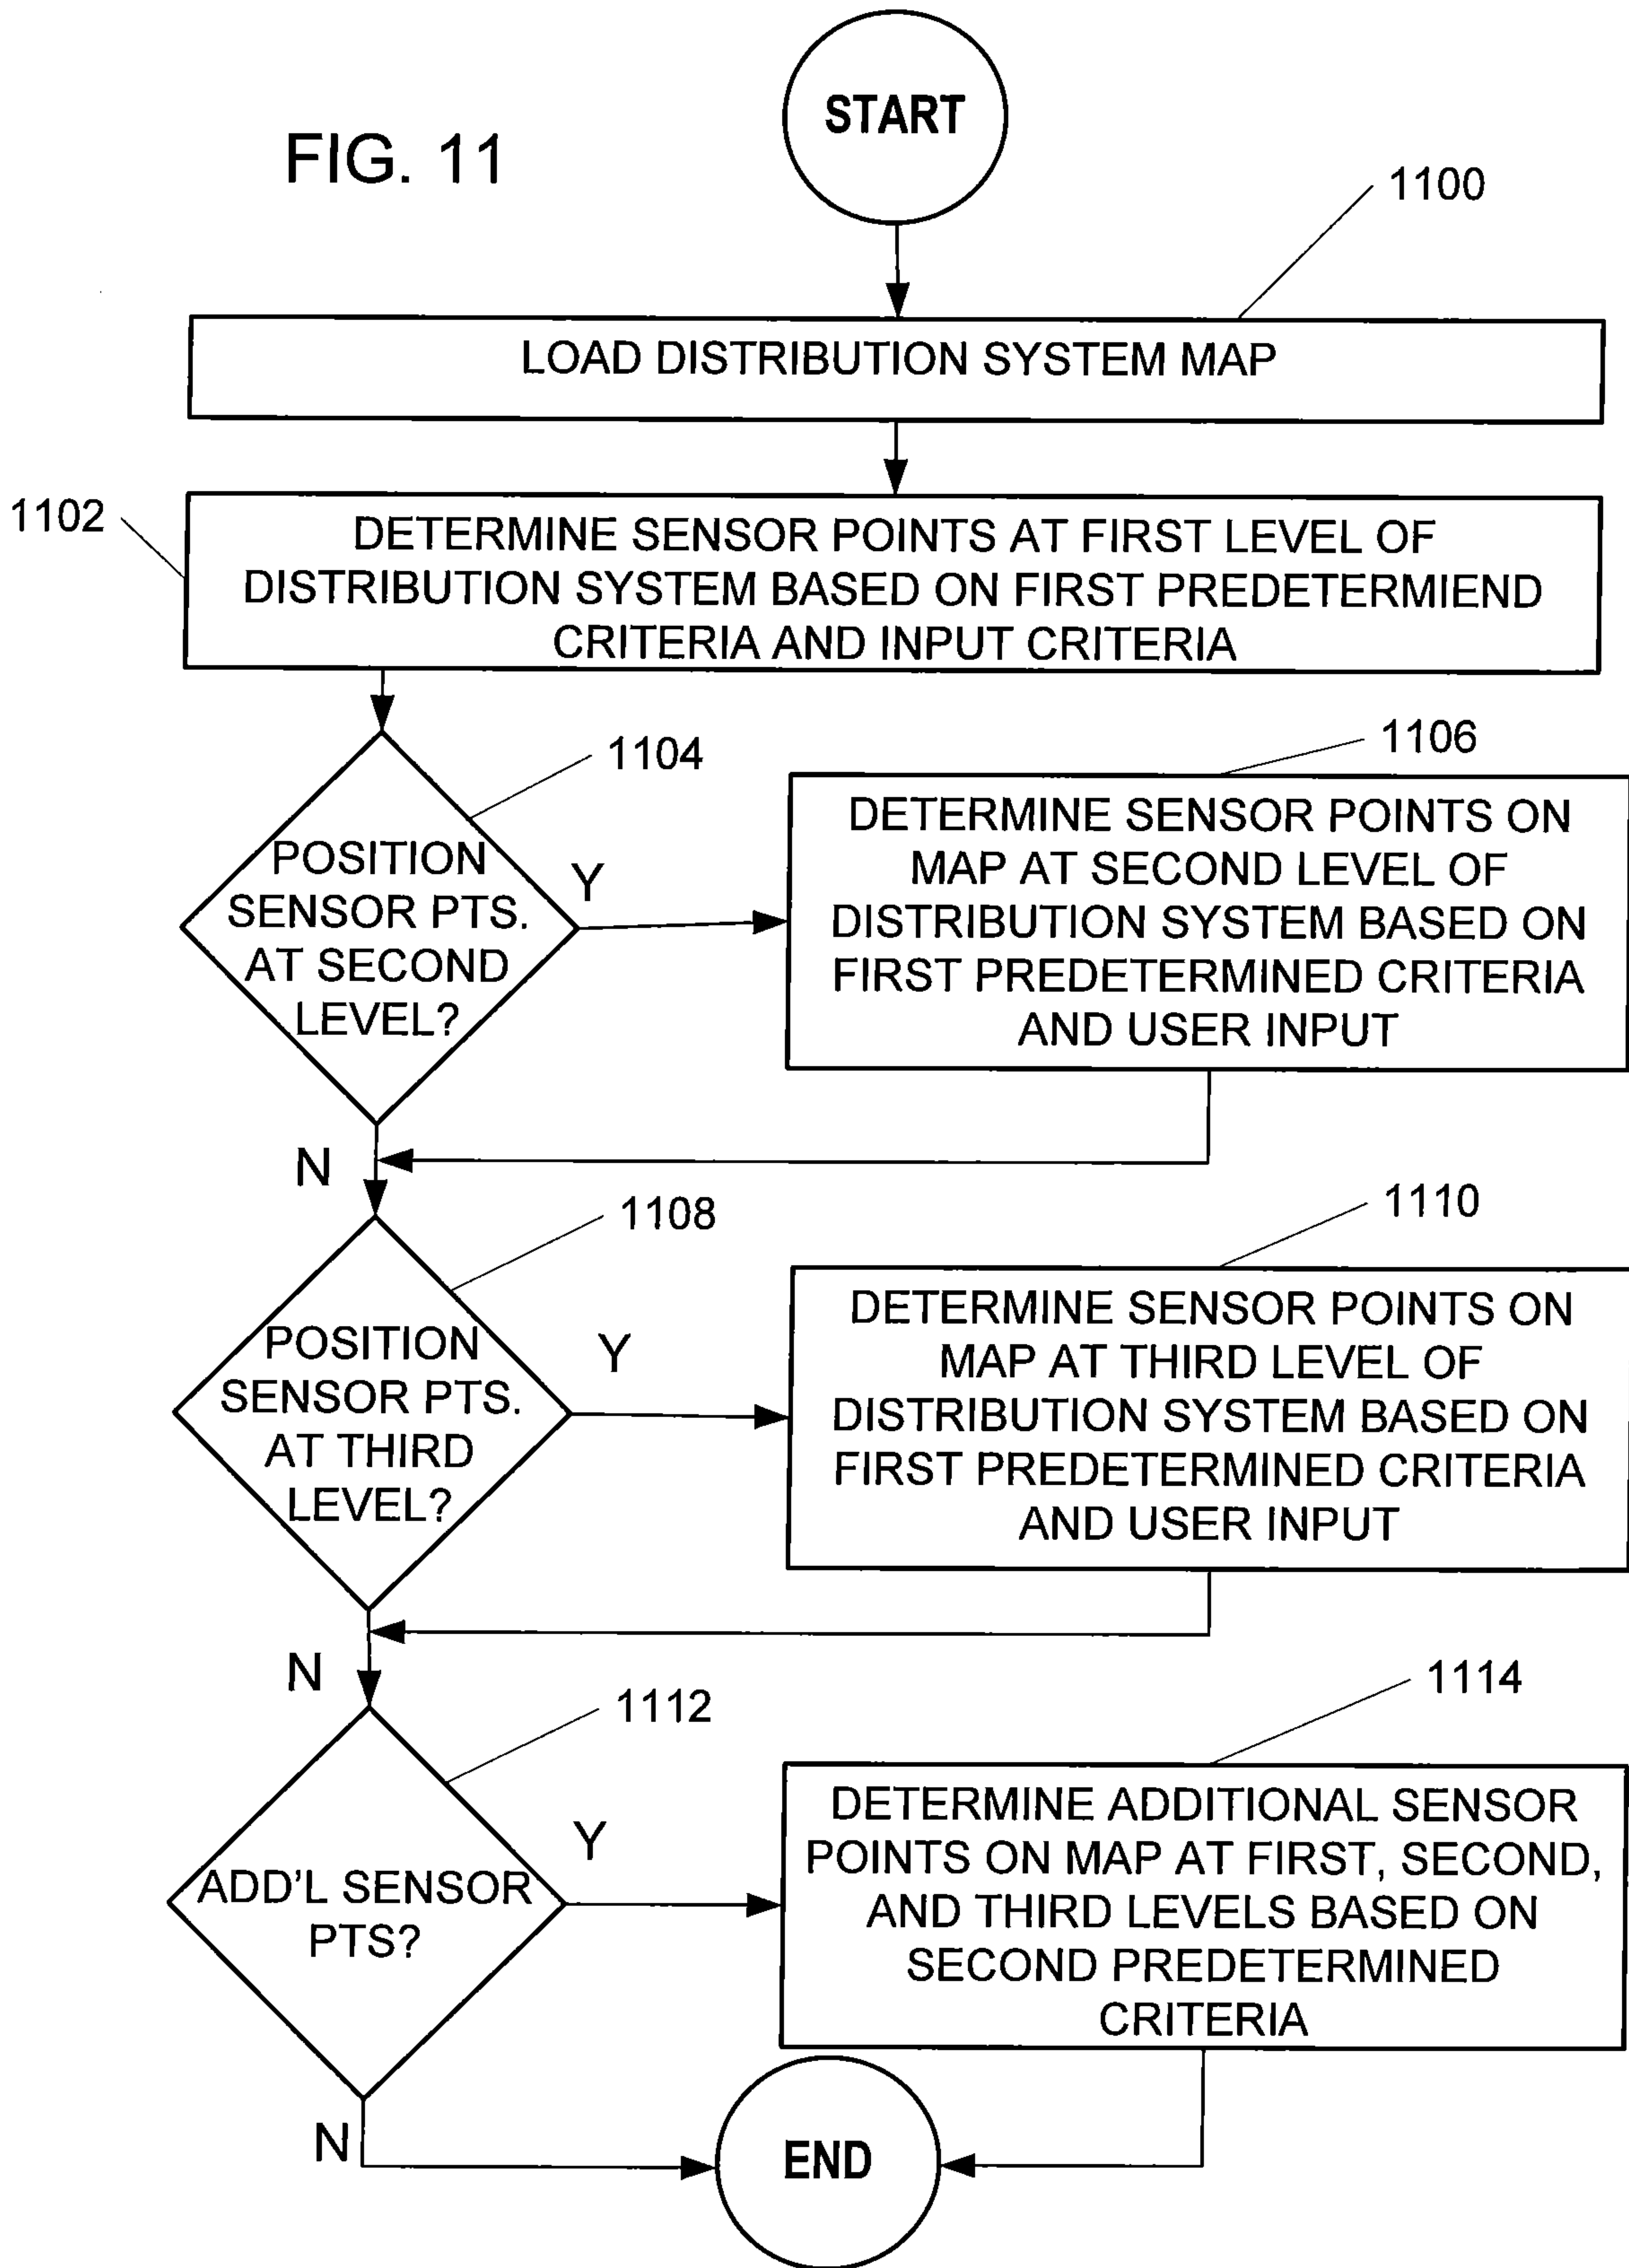 FIG. 11
START
1100
LOAD DISTRIBUTION SYSTEM MAP
1102
DETERMINE SENSOR POINTS AT FIRST LEVEL OF
DISTRIBUTION SYSTEM BASED ON FIRST PREDETERMIEND
CRITERIA AND INPUT CRITERIA
1104
POSITION
SENSOR PTS.
AT SECOND
LEVEL?
Y
N
1106
DETERMINE SENSOR POINTS ON
MAP AT SECOND LEVEL OF
DISTRIBUTION SYSTEM BASED ON
FIRST PREDETERMINED CRITERIA
AND USER INPUT
1108
POSITION
SENSOR PTS.
AT THIRD
LEVEL?
Y
N
1110
DETERMINE SENSOR POINTS ON
MAP AT THIRD LEVEL OF
DISTRIBUTION SYSTEM BASED ON
FIRST PREDETERMINED CRITERIA
AND USER INPUT
1112
ADD'L SENSOR
PTS?
Y
N
1114
DETERMINE ADDITIONAL SENSOR
POINTS ON MAP AT FIRST, SECOND,
AND THIRD LEVELS BASED ON
SECOND PREDETERMINED
CRITERIA
END